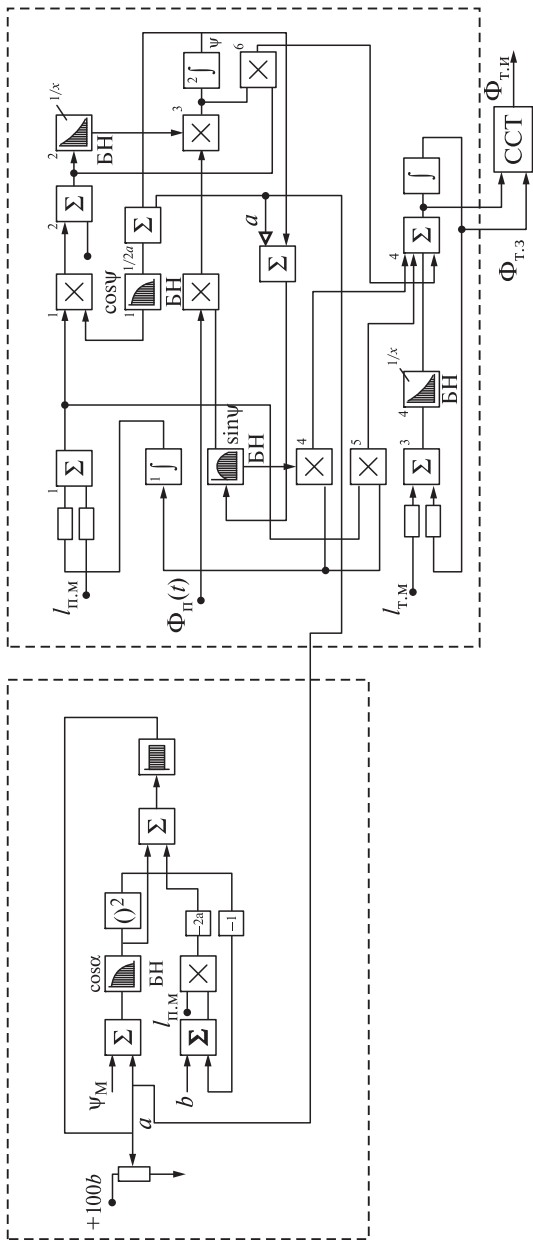 +100b
a
ψ_М
b
Σ
Σ
cosα
БН
l_П.М
×
( )²
−2a
−1
Σ
l_П.М
Φ_П(t)
l_Т.М
1
Σ
1
∫
sinψ
БН
4
×
5
×
3
Σ
1
×
cosψ
1/2a
1
БН
×
4
1/x
БН
2
Σ
Σ
a
Σ
4
Σ
2
1/x
БН
3
×
2
∫
ψ
6
×
∫
Φ_Т.З
ССТ
Φ_Т.И